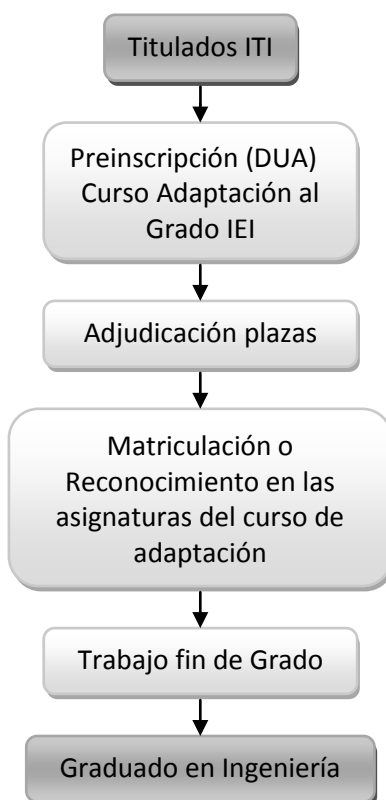 Titulados ITI
Preinscripción (DUA)
Curso Adaptación al
Grado IEI
Adjudicación plazas
Matriculación o
Reconocimiento en las
asignaturas del curso de
adaptación
Trabajo fin de Grado
Graduado en Ingeniería